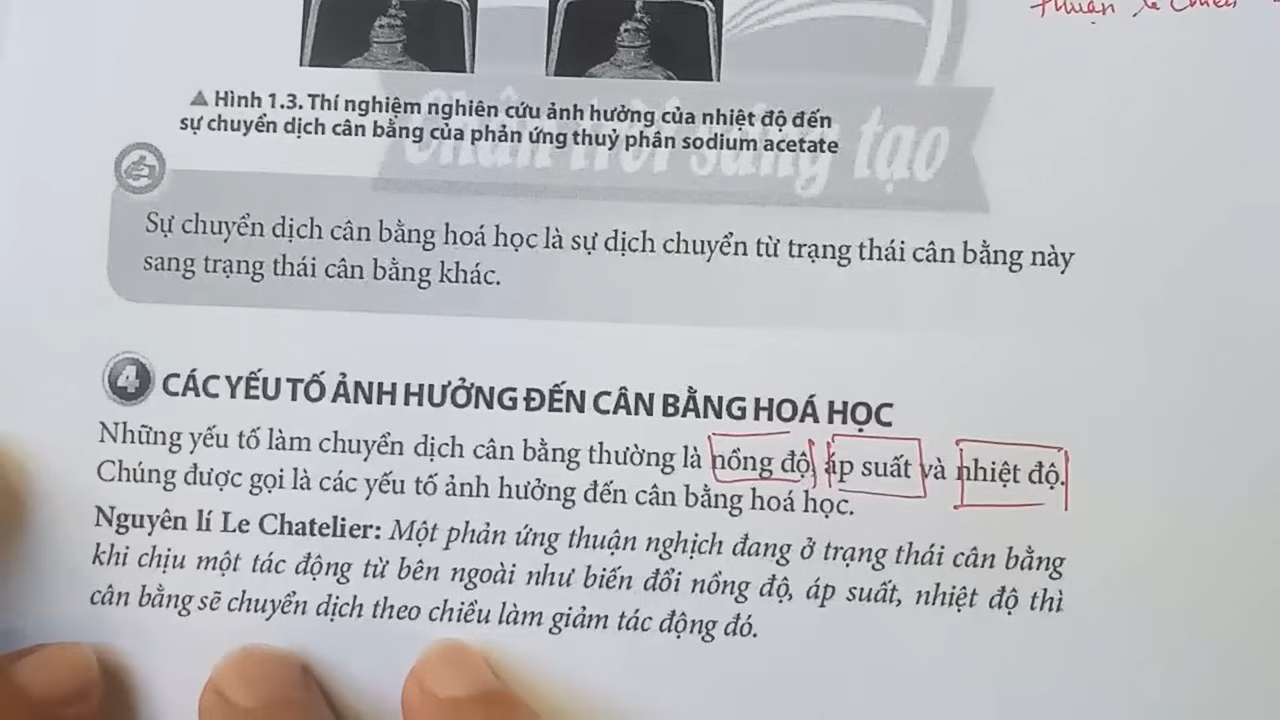 thuận
▲ Hình 1.3. Thí nghiệm nghiên cứu ảnh hưởng của nhiệt độ đến
sự chuyển dịch cân bằng của phản ứng thuỷ phân sodium acetate
Chân trời sáng tạo
Sự chuyển dịch cân bằng hoá học là sự dịch chuyển từ trạng thái cân bằng này
sang trạng thái cân bằng khác.
4 CÁC YẾU TỐ ẢNH HƯỞNG ĐẾN CÂN BẰNG HOÁ HỌC
Những yếu tố làm chuyển dịch cân bằng thường là nồng độ, áp suất và nhiệt độ.
Chúng được gọi là các yếu tố ảnh hưởng đến cân bằng hoá học.
Nguyên lí Le Chatelier: Một phản ứng thuận nghịch đang ở trạng thái cân bằng
khi chịu một tác động từ bên ngoài như biến đổi nồng độ, áp suất, nhiệt độ thì
cân bằng sẽ chuyển dịch theo chiều làm giảm tác động đó.